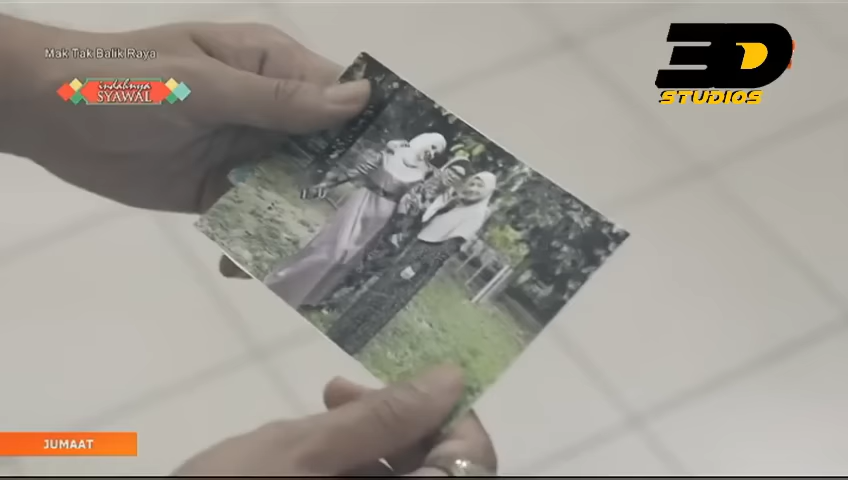 Mak Tak Balik Raya
indahnya
SYAWAL
3D
STUDIOS
JUMAAT